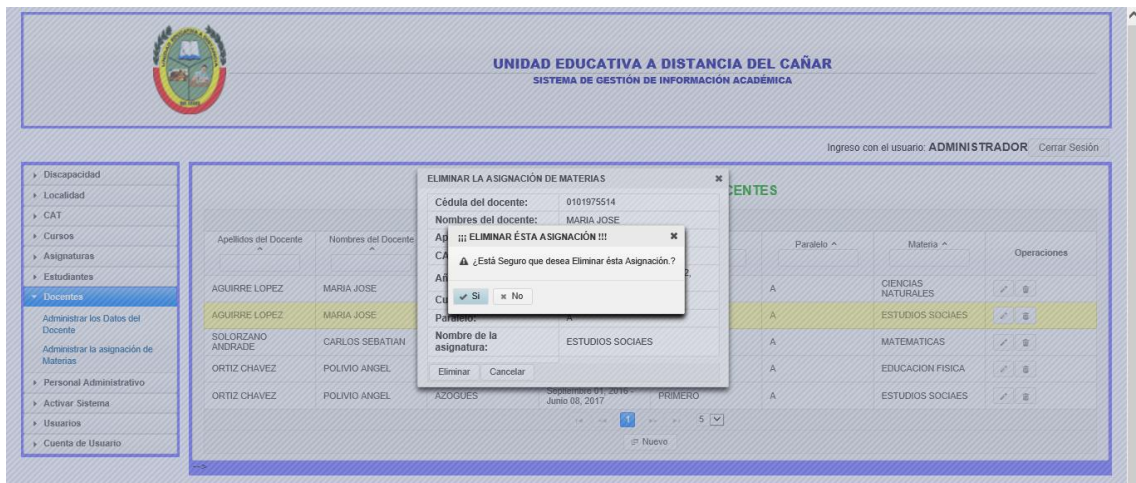 UNIDAD EDUCATIVA A DISTANCIA DEL CAÑAR
SISTEMA DE GESTIÓN DE INFORMACIÓN ACADÉMICA
Ingreso con el usuario: ADMINISTRADOR Cerrar Sesión
Discapacidad
Localidad
CAT
Cursos
Asignaturas
Estudiantes
Docentes
Administrar los Datos del
Docente
Administrar la asignación de
Materias
Personal Administrativo
Activar Sistema
Usuarios
Cuenta de Usuario
ELIMINAR LA ASIGNACIÓN DE MATERIAS
Cédula del docente: 0101975514
Nombres del docente: MARIA JOSE
¡¡¡ ELIMINAR ÉSTA ASIGNACIÓN !!!
¿Está Seguro que desea Eliminar ésta Asignación.?
Si No
Paralelo: A
Nombre de la
asignatura: ESTUDIOS SOCIAES
Eliminar Cancelar
Apellidos del Docente Nombres del Docente Paralelo Materia Operaciones
AGUIRRE LOPEZ MARIA JOSE A CIENCIAS
NATURALES
AGUIRRE LOPEZ MARIA JOSE A ESTUDIOS SOCIAES
SOLORZANO
ANDRADE CARLOS SEBATIAN A MATEMATICAS
ORTIZ CHAVEZ POLIVIO ANGEL A EDUCACION FISICA
ORTIZ CHAVEZ POLIVIO ANGEL AZOGUES Septiembre 01, 2016 -
Junio 08, 2017 PRIMERO A ESTUDIOS SOCIAES
1 5
Nuevo
-->